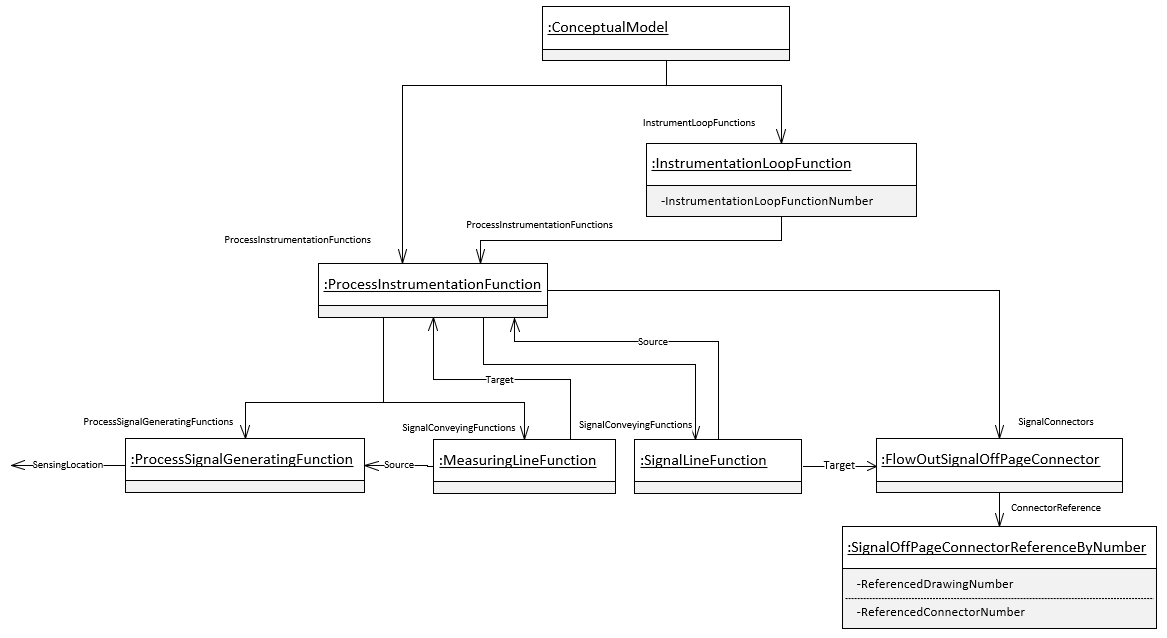 :ConceptualModel
InstrumentLoopFunctions
:InstrumentationLoopFunction
-InstrumentationLoopFunctionNumber
ProcessInstrumentationFunctions
ProcessInstrumentationFunctions
:ProcessInstrumentationFunction
Source
Target
ProcessSignalGeneratingFunctions
SignalConveyingFunctions
SignalConveyingFunctions
SignalConnectors
SensingLocation
:ProcessSignalGeneratingFunction
Source
:MeasuringLineFunction
:SignalLineFunction
Target
:FlowOutSignalOffPageConnector
ConnectorReference
:SignalOffPageConnectorReferenceByNumber
-ReferencedDrawingNumber
-ReferencedConnectorNumber